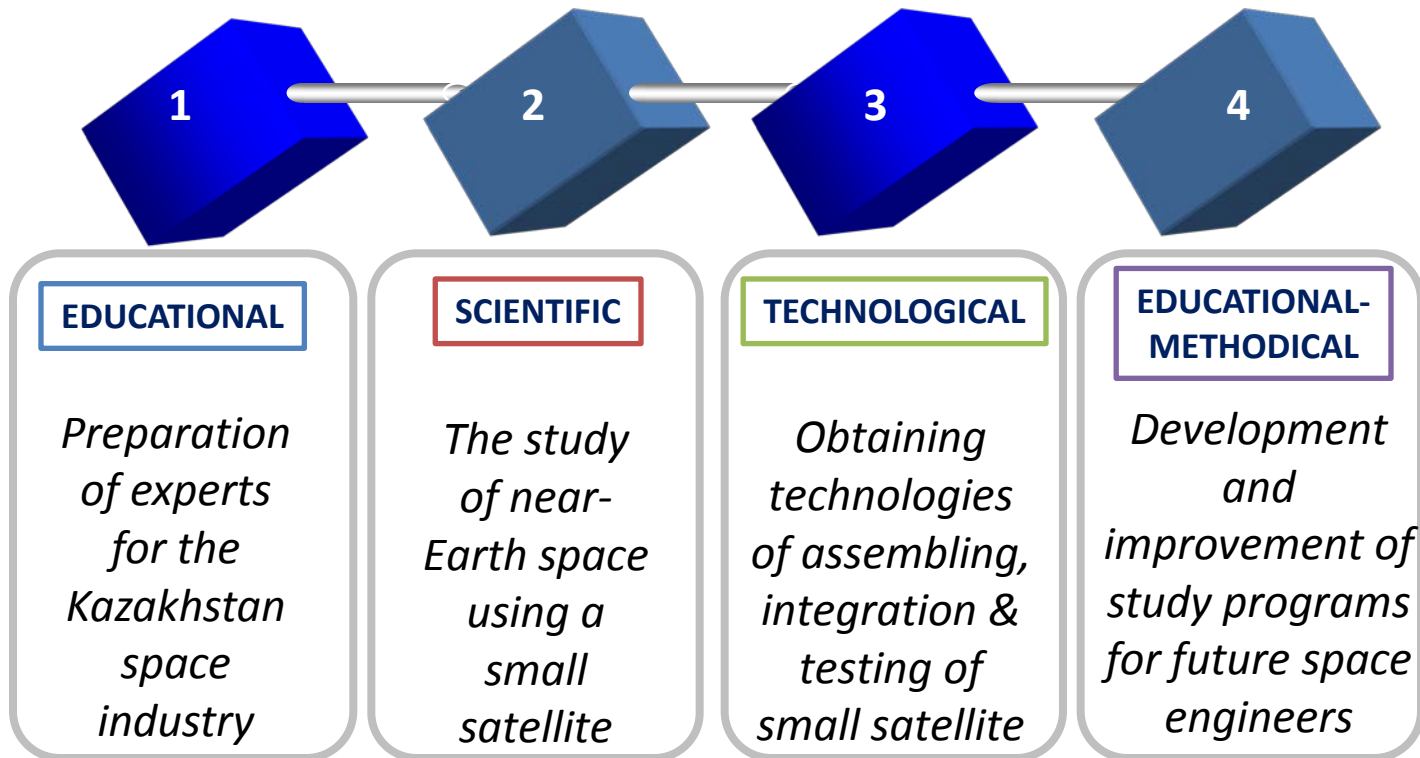 1
2
3
4
EDUCATIONAL
Preparation
of experts
for the
Kazakhstan
space
industry
SCIENTIFIC
The study
of near-
Earth space
using a
small
satellite
TECHNOLOGICAL
Obtaining
technologies
of assembling,
integration &
testing of
small satellite
EDUCATIONAL-
METHODICAL
Development
and
improvement of
study programs
for future space
engineers